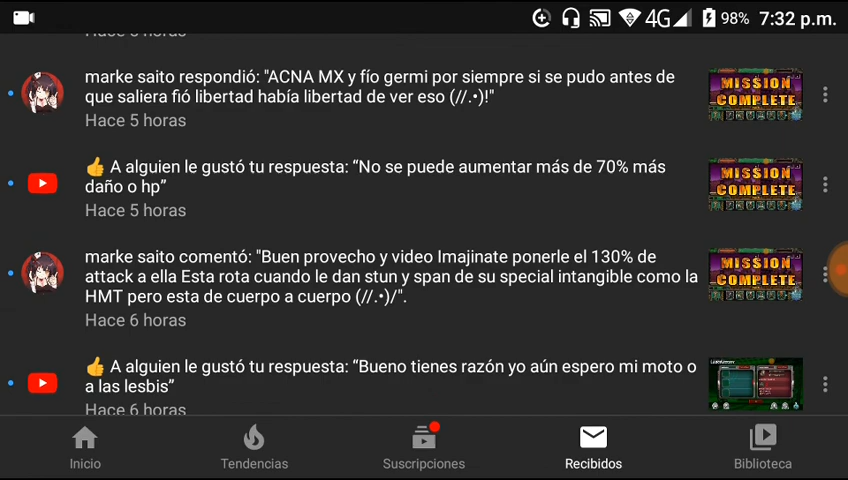 4G 98% 7:32 p.m.
marke saito respondió: "ACNA MX y fío germi por siempre si se pudo antes de
que saliera fió libertad había libertad de ver eso (//.•)!"
Hace 5 horas
MISSION
COMPLETE
👍 A alguien le gustó tu respuesta: “No se puede aumentar más de 70% más
daño o hp”
Hace 5 horas
MISSION
COMPLETE
marke saito comentó: "Buen provecho y video Imajinate ponerle el 130% de
attack a ella Esta rota cuando le dan stun y span de su special intangible como la
HMT pero esta de cuerpo a cuerpo (//.•)/".
Hace 6 horas
MISSION
COMPLETE
👍 A alguien le gustó tu respuesta: “Bueno tienes razón yo aún espero mi moto o
a las lesbis”
Hace 6 horas
Inicio
Tendencias
Suscripciones
Recibidos
Biblioteca